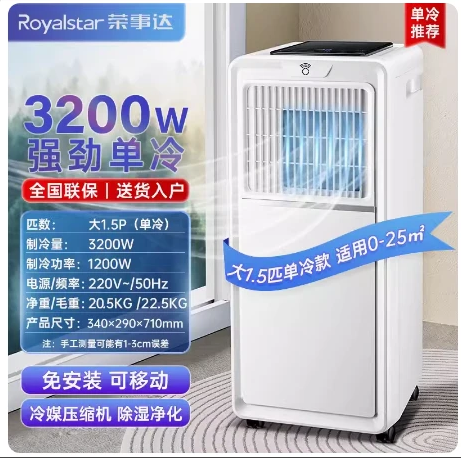 Royalstar 荣事达
单冷
推荐
3200W
强劲单冷
全国联保 | 送货入户
匹数: 大1.5P（单冷）
制冷量: 3200W
制冷功率: 1200W
电源/频率: 220V~/50Hz
净重/毛重: 20.5KG /22.5KG
产品尺寸: 340×290×710mm
注: 手工测量可能有1-3cm误差
大1.5匹单冷款 适用0-25㎡
免安装 可移动
冷媒压缩机 除湿净化